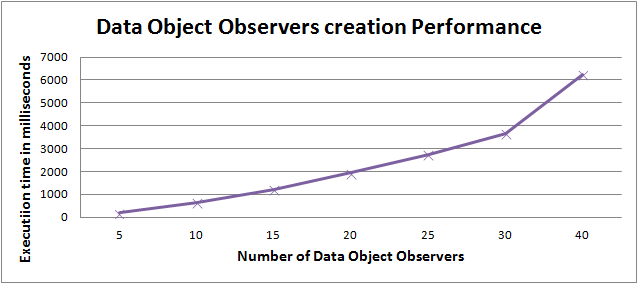 Data Object Observers creation Performance
Executiion time in milliseconds
7000
6000
5000
4000
3000
2000
1000
0
5 10 15 20 25 30 40
Number of Data Object Observers